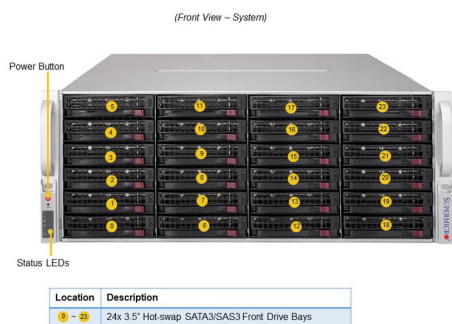 (Front View – System)
Power Button
5 11 17 23
4 10 16 22
3 9 15 21
2 8 14 20
1 7 13 19
0 6 12 18
SUPERMICRO
Status LEDs
Location Description
0 ~ 23 24x 3.5" Hot-swap SATA3/SAS3 Front Drive Bays